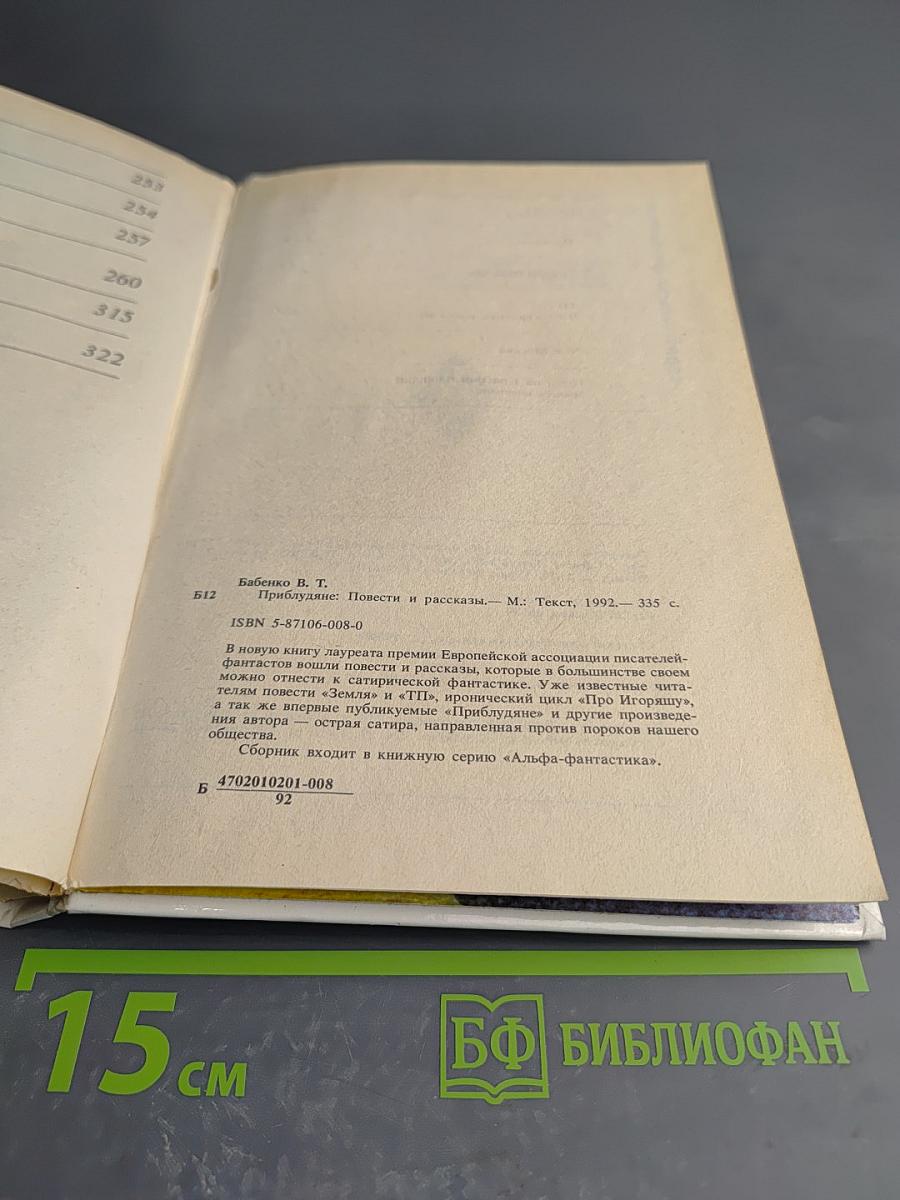 253
254
257
260
315
322
Бабенко В. Т.
Б12 Приблудяне: Повести и рассказы.— М.: Текст, 1992.— 335 с.
ISBN 5-87106-008-0
В новую книгу лауреата премии Европейской ассоциации писателей-
фантастов вошли повести и рассказы, которые в большинстве своем
можно отнести к сатирической фантастике. Уже известные чита-
телям повести «Земля» и «ТП», иронический цикл «Про Игоряшу»,
а так же впервые публикуемые «Приблудяне» и другие произведе-
ния автора — острая сатира, направленная против пороков нашего
общества.
Сборник входит в книжную серию «Альфа-фантастика».
Б 4702010201-008
92
15 см
БФ БИБЛИОФАН